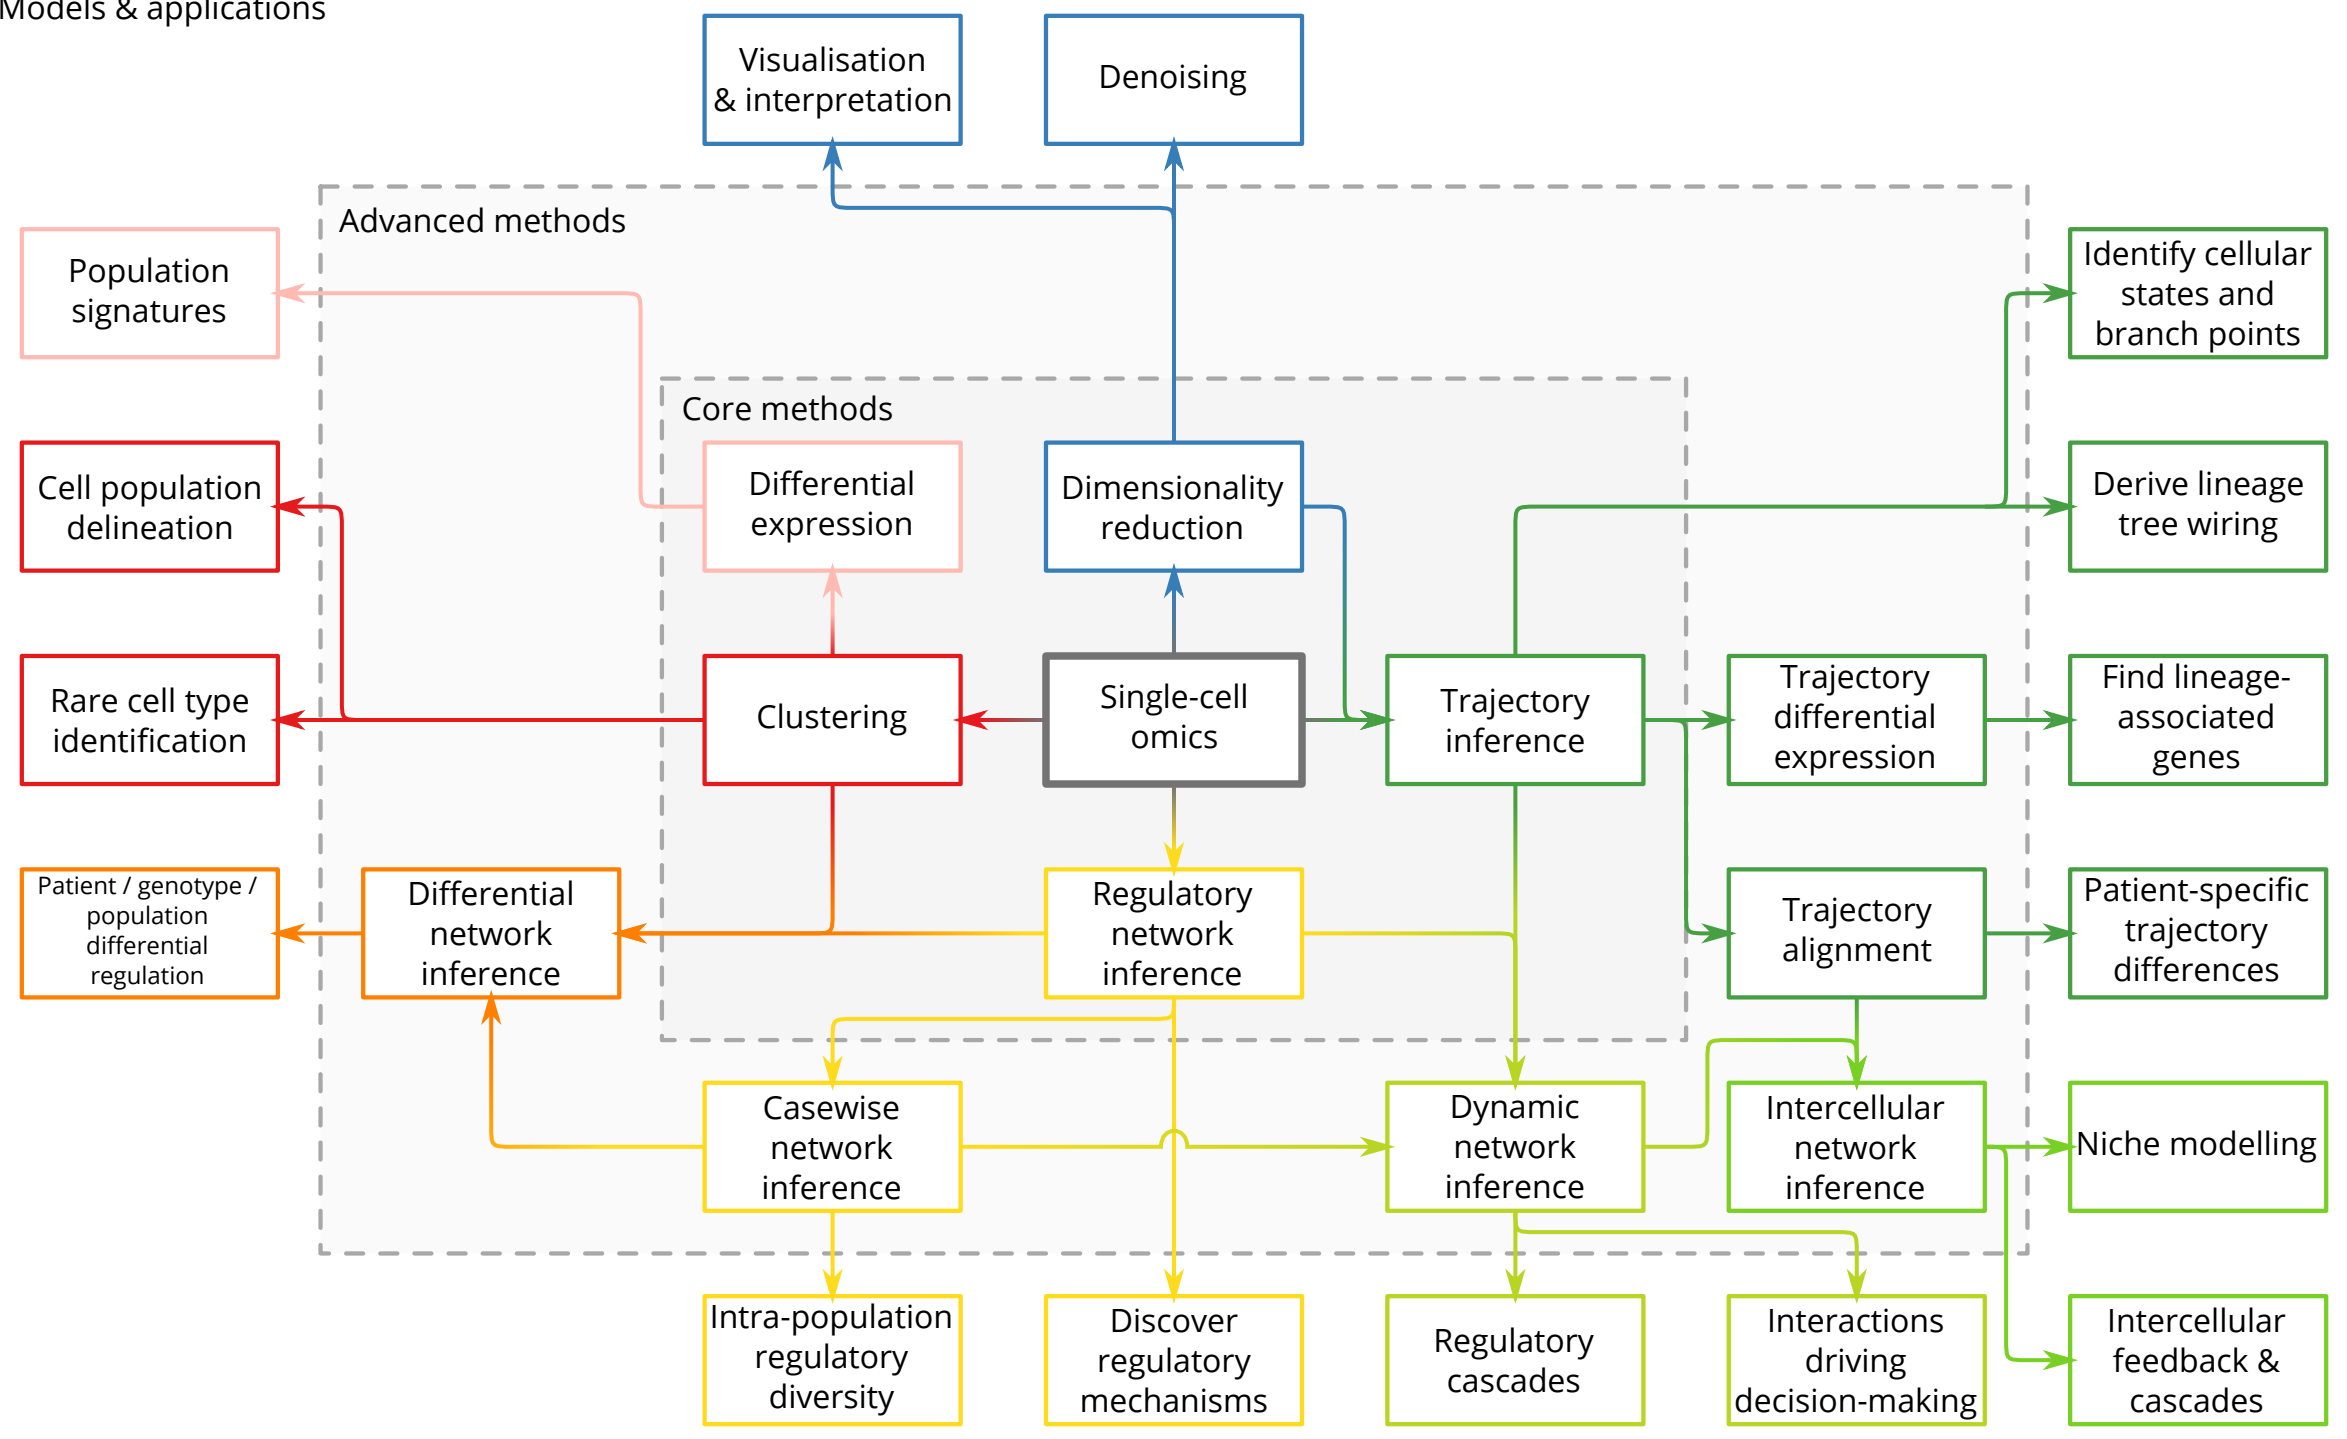 Models & applications
Visualisation
& interpretation
Denoising
Advanced methods
Population
signatures
Identify cellular
states and
branch points
Core methods
Cell population
delineation
Differential
expression
Dimensionality
reduction
Derive lineage
tree wiring
Rare cell type
identification
Clustering
Single-cell
omics
Trajectory
inference
Trajectory
differential
expression
Find lineage-
associated
genes
Patient / genotype /
population
differential
regulation
Differential
network
inference
Regulatory
network
inference
Trajectory
alignment
Patient-specific
trajectory
differences
Casewise
network
inference
Dynamic
network
inference
Intercellular
network
inference
Niche modelling
Intra-population
regulatory
diversity
Discover
regulatory
mechanisms
Regulatory
cascades
Interactions
driving
decision-making
Intercellular
feedback &
cascades